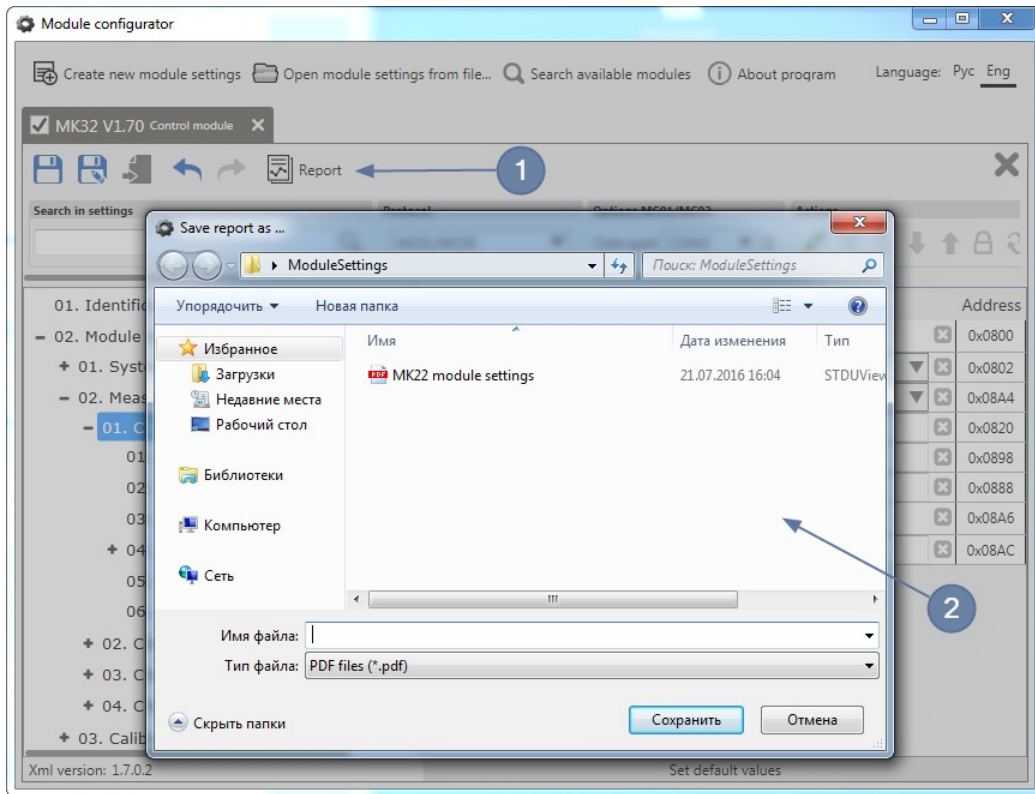 Module configurator
Create new module settings Open module settings from file... Search available modules About program Language: Рус Eng
MK32 V1.70 Control module
Report 1
Search in settings Protocol Options MC01/MC02 Actions
Save report as ...
ModuleSettings Поиск: ModuleSettings
Упорядочить Новая папка
Имя Дата изменения Тип
MK22 module settings 21.07.2016 16:04 STDUView
Избранное
Загрузки
Недавние места
Рабочий стол
Библиотеки
Компьютер
Сеть
Имя файла:
Тип файла: PDF files (*.pdf)
Скрыть папки Сохранить Отмена
01. Identific
02. Module
01. Syst
02. Meas
01. C
01
02
03
04
05
06
02. C
03. C
04. C
03. Calib
Address
0x0800
0x0802
0x08A4
0x0820
0x0898
0x0888
0x08A6
0x08AC
2
Xml version: 1.7.0.2 Set default values